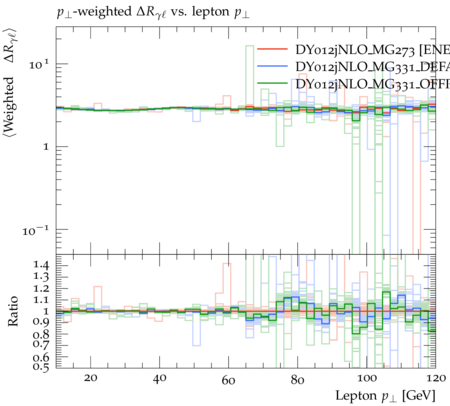 p⊥-weighted ΔRγℓ vs. lepton p⊥
⟨Weighted ΔRγℓ⟩
10¹
1
10⁻¹
DY012jNLO_MG273 [ENE
DY012jNLO_MG331_DEFA
DY012jNLO_MG331_OFFI
Ratio
1.4
1.3
1.2
1.1
1.0
0.9
0.8
0.7
0.6
0.5
20 40 60 80 100 120
Lepton p⊥ [GeV]